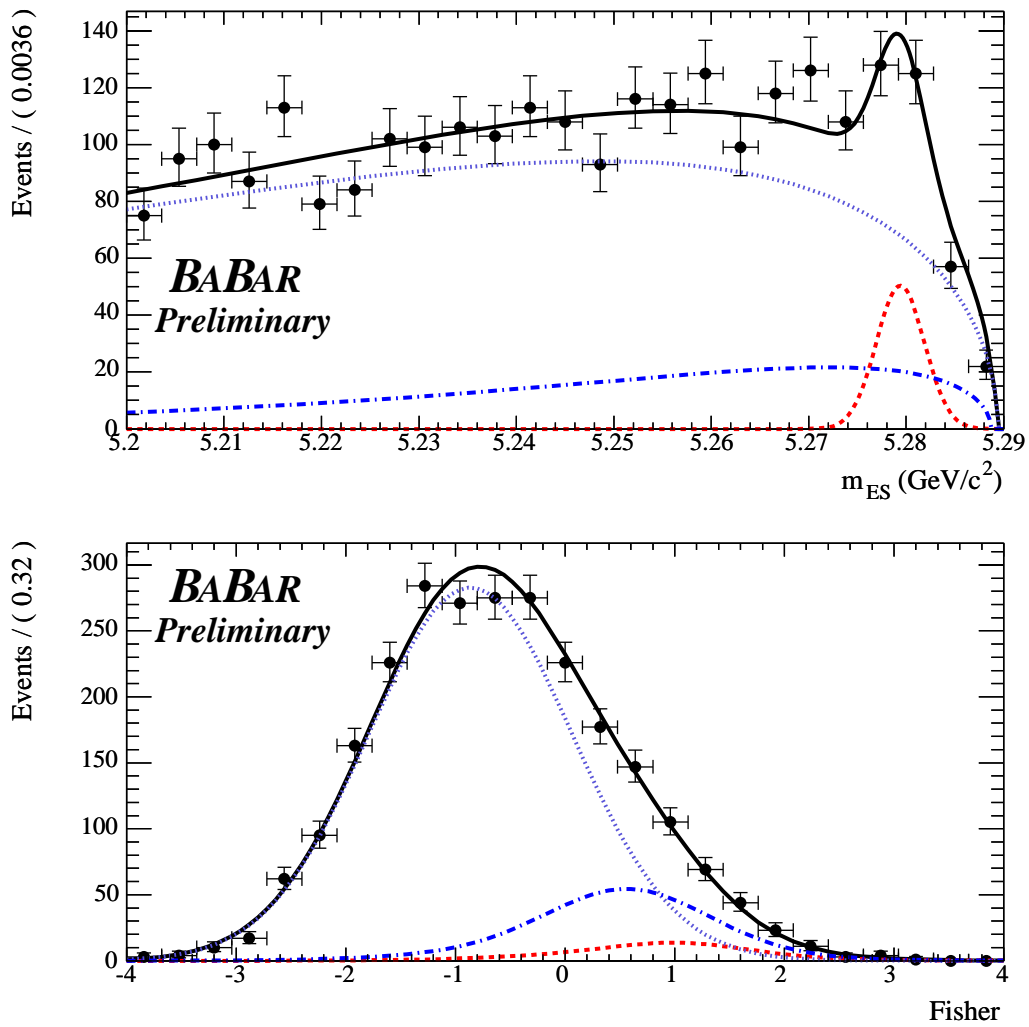 Events / ( 0.0036 )
140
120
100
80
60
40
20
0
BABAR
Preliminary
5.2 5.21 5.22 5.23 5.24 5.25 5.26 5.27 5.28 5.29
m_ES (GeV/c²)
Events / ( 0.32 )
300
250
200
150
100
50
0
BABAR
Preliminary
-4 -3 -2 -1 0 1 2 3 4
Fisher